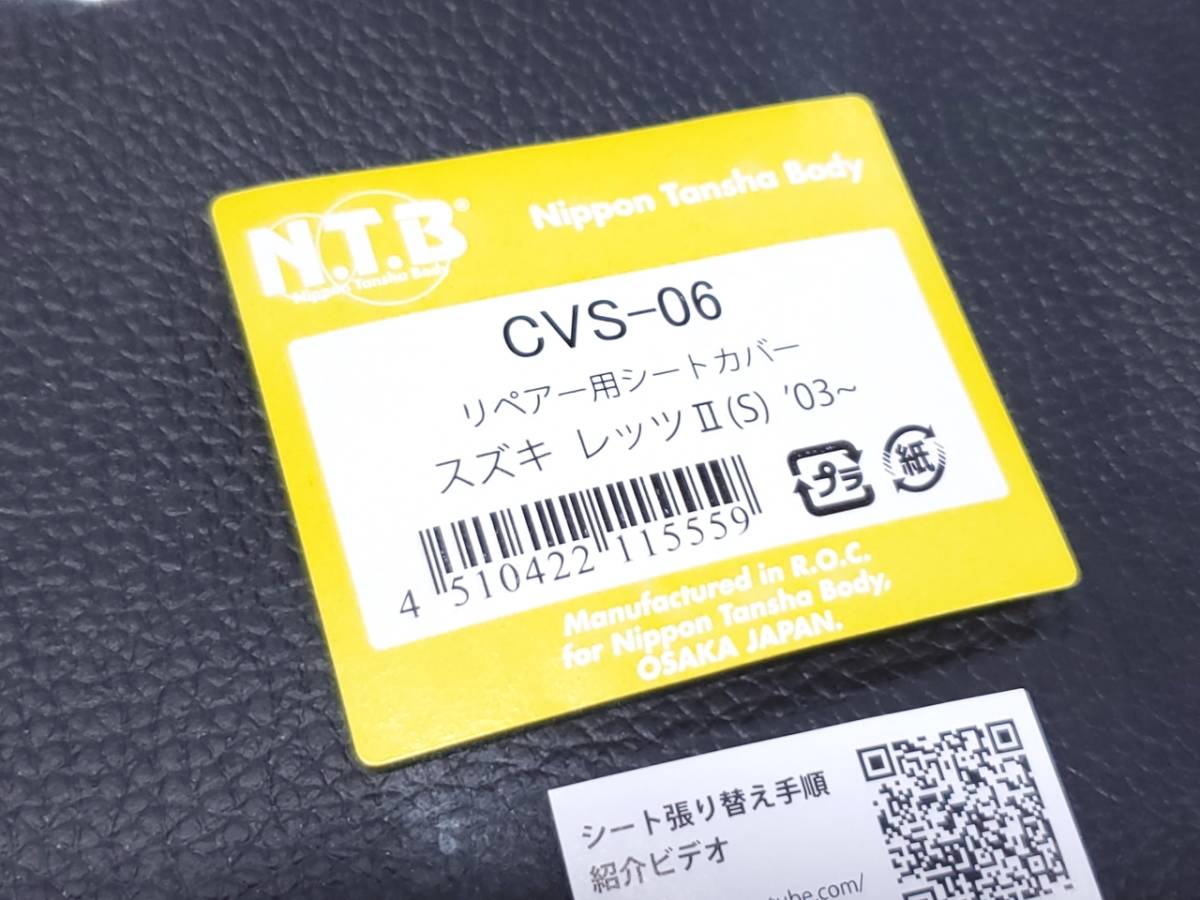 N.T.B®
Nippon Tansha Body
Nippon Tansha Body
CVS-06
リペアー用シートカバー
スズキ レッツⅡ(S) '03~
プラ
紙
4 510422 115559
Manufactured in R.O.C.
for Nippon Tansha Body,
OSAKA JAPAN.
シート張り替え手順
紹介ビデオ
tube.com/